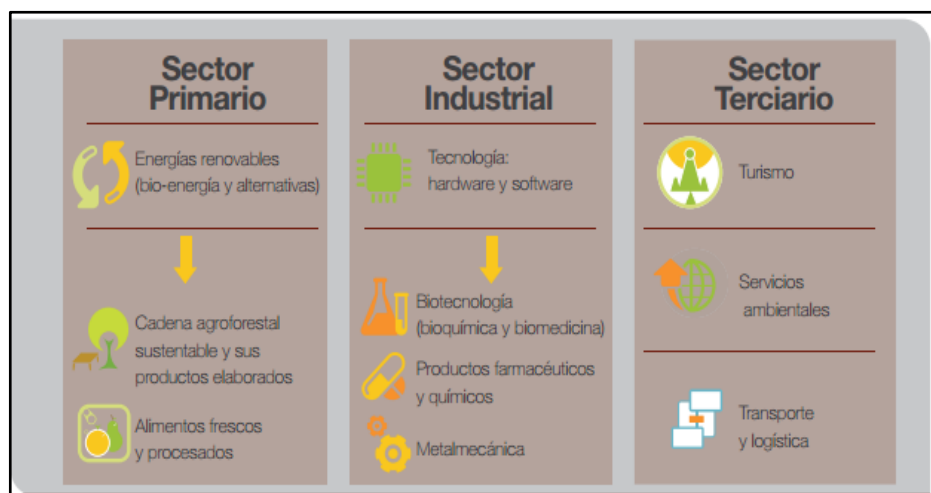 Sector
Primario
Energías renovables
(bio-energía y alternativas)
Cadena agroforestal
sustentable y sus
productos elaborados
Alimentos frescos
y procesados
Sector
Industrial
Tecnología:
hardware y software
Biotecnología
(bioquímica y biomedicina)
Productos farmacéuticos
y químicos
Metalmecánica
Sector
Terciario
Turismo
Servicios
ambientales
Transporte
y logística